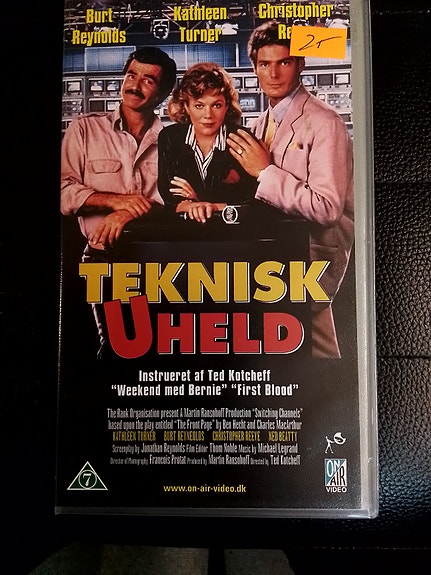 Burt Reynolds
Kathleen Turner
Christopher Re
2-
TEKNISK
UHELD
Instrueret af Ted Kotcheff
"Weekend med Bernie" "First Blood"
The Rank Organisation present A Martin Ransohoff Production "Switching Channels"
based upon the play entitled "The Front Page" by Ben Hecht and Charles MacArthur
KATHLEEN TURNER BURT REYNOLDS CHRISTOPHER REEVE NED BEATTY
Screenplay by Jonathan Reynolds Film Editor Thom Noble Music by Michael Legrand
Director of Photography Francois Protat Produced by Martin Ransohoff Directed by Ted Kotcheff
7
www.on-air-video.dk
ON AIR
VIDEO